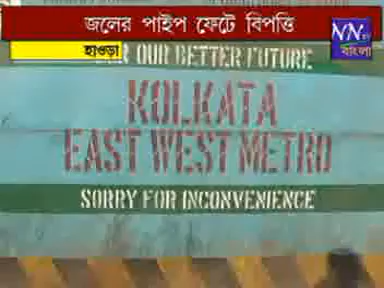 জলের পাইপ ফেটে বিপত্তি
হাওড়া
NN
বাংলা
OUR BETTER FUTURE
KOLKATA
EAST WEST METRO
SORRY FOR INCONVENIENCE